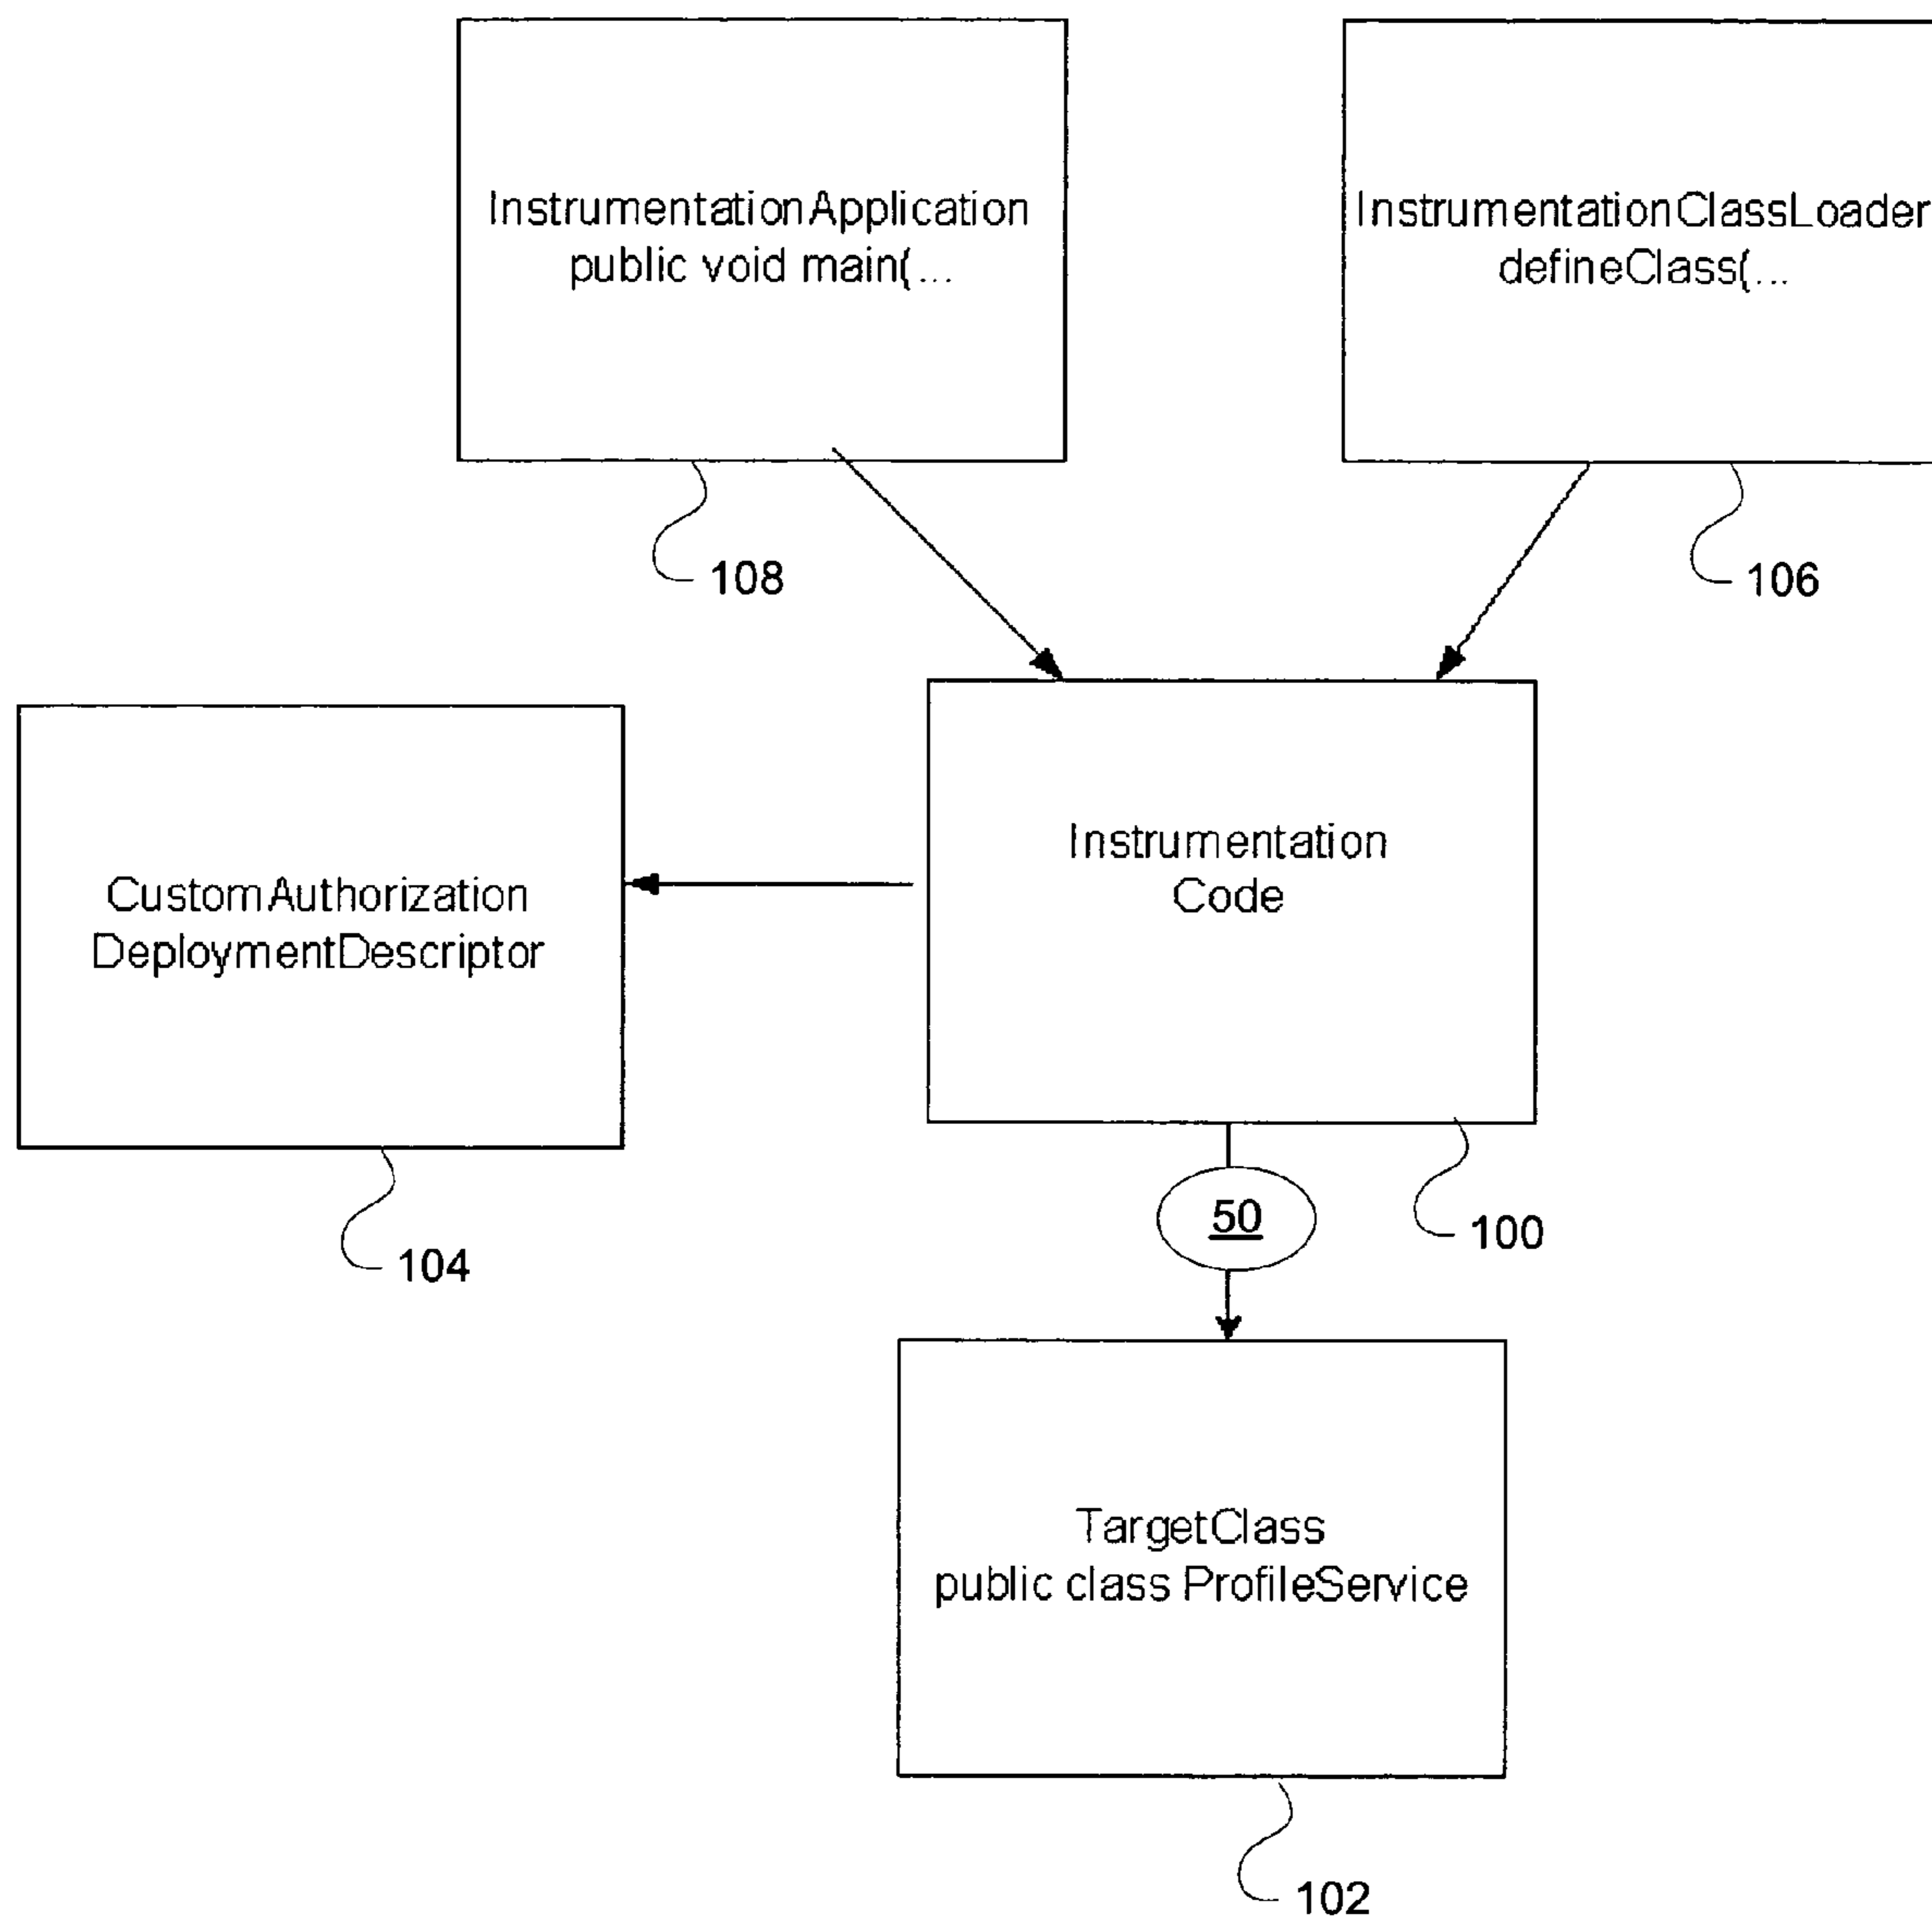 InstrumentationApplication
public void main(...
InstrumentationClassLoader
defineClass(...
108
106
Instrumentation
Code
CustomAuthorization
DeploymentDescriptor
50
100
104
TargetClass
public class ProfileService
102